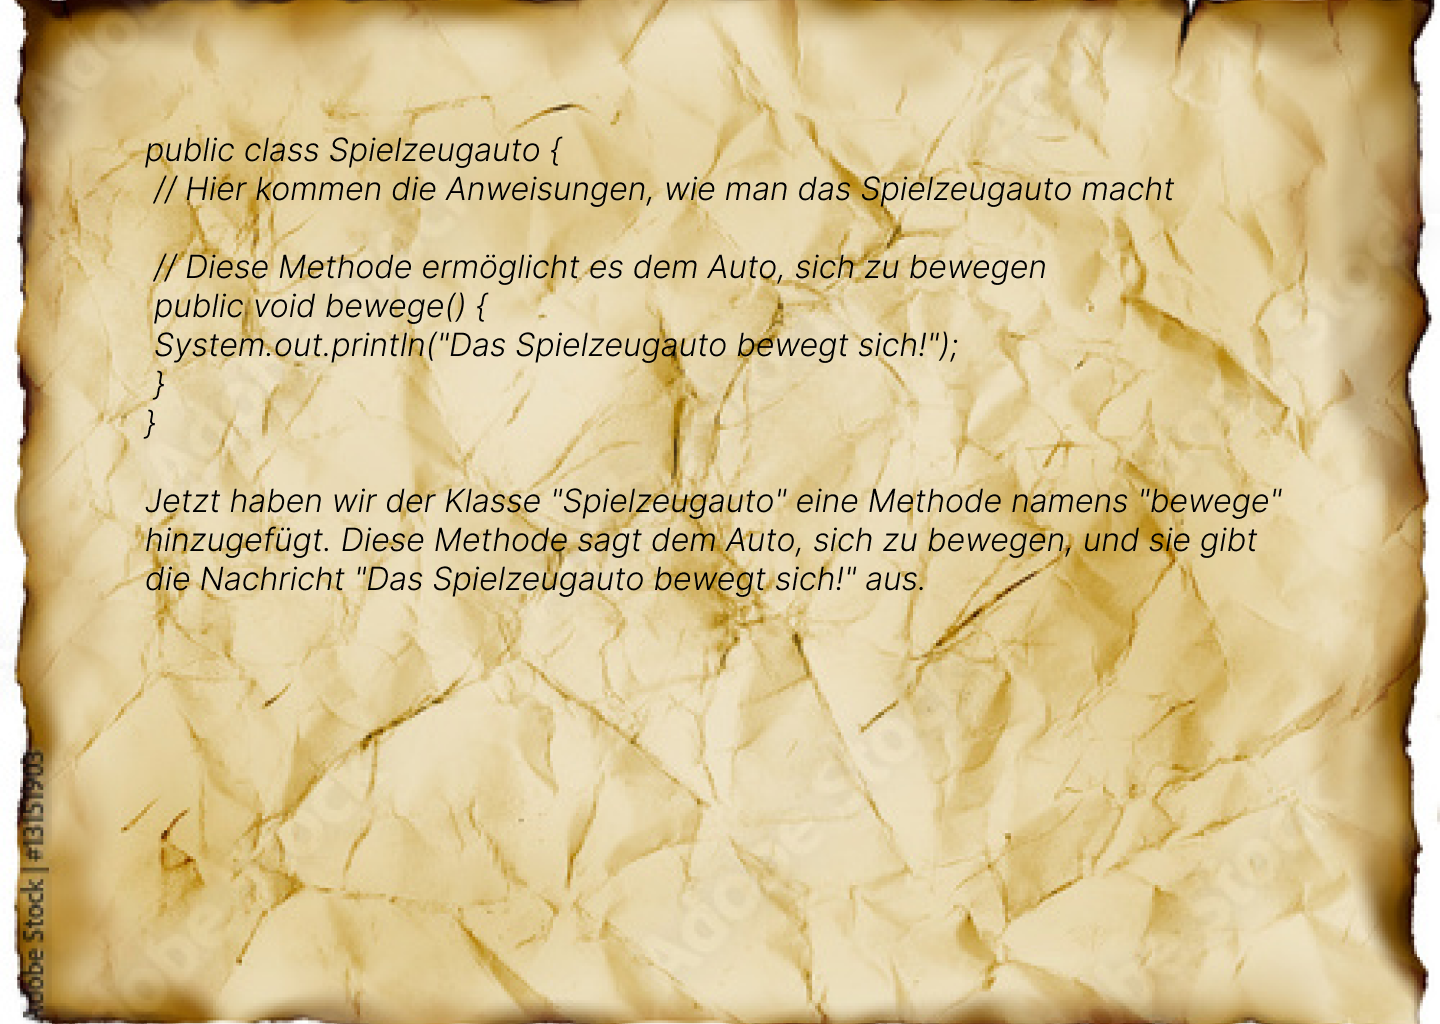 public class Spielzeugauto {
// Hier kommen die Anweisungen, wie man das Spielzeugauto macht
// Diese Methode ermöglicht es dem Auto, sich zu bewegen
public void bewege() {
System.out.println("Das Spielzeugauto bewegt sich!");
}
}
Jetzt haben wir der Klasse "Spielzeugauto" eine Methode namens "bewege"
hinzugefügt. Diese Methode sagt dem Auto, sich zu bewegen, und sie gibt
die Nachricht "Das Spielzeugauto bewegt sich!" aus.
Adobe Stock | #13151903